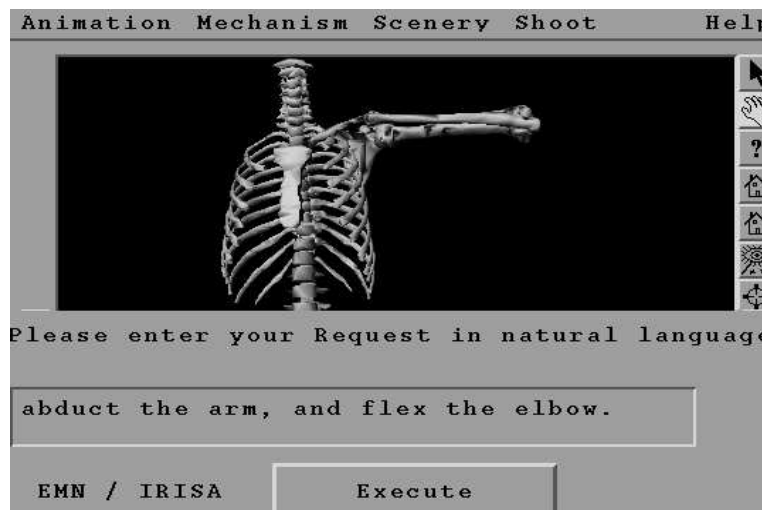 Animation Mechanism Scenery Shoot Help
?
Please enter your Request in natural language
abduct the arm, and flex the elbow.
EMN / IRISA Execute